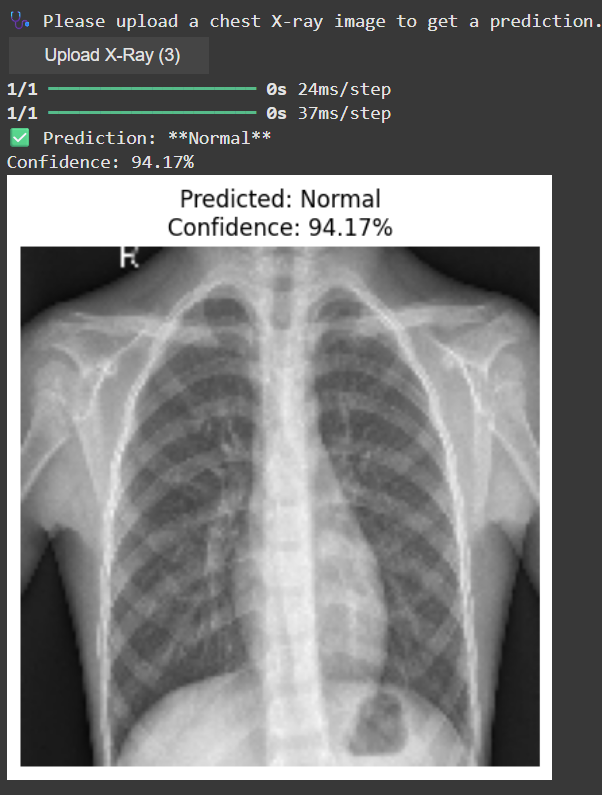 🩺 Please upload a chest X-ray image to get a prediction.
Upload X-Ray (3)
1/1 ━━━━━━━━━━━━━━━━━━━━ 0s 24ms/step
1/1 ━━━━━━━━━━━━━━━━━━━━ 0s 37ms/step
✅ Prediction: **Normal**
Confidence: 94.17%
Predicted: Normal
Confidence: 94.17%
R